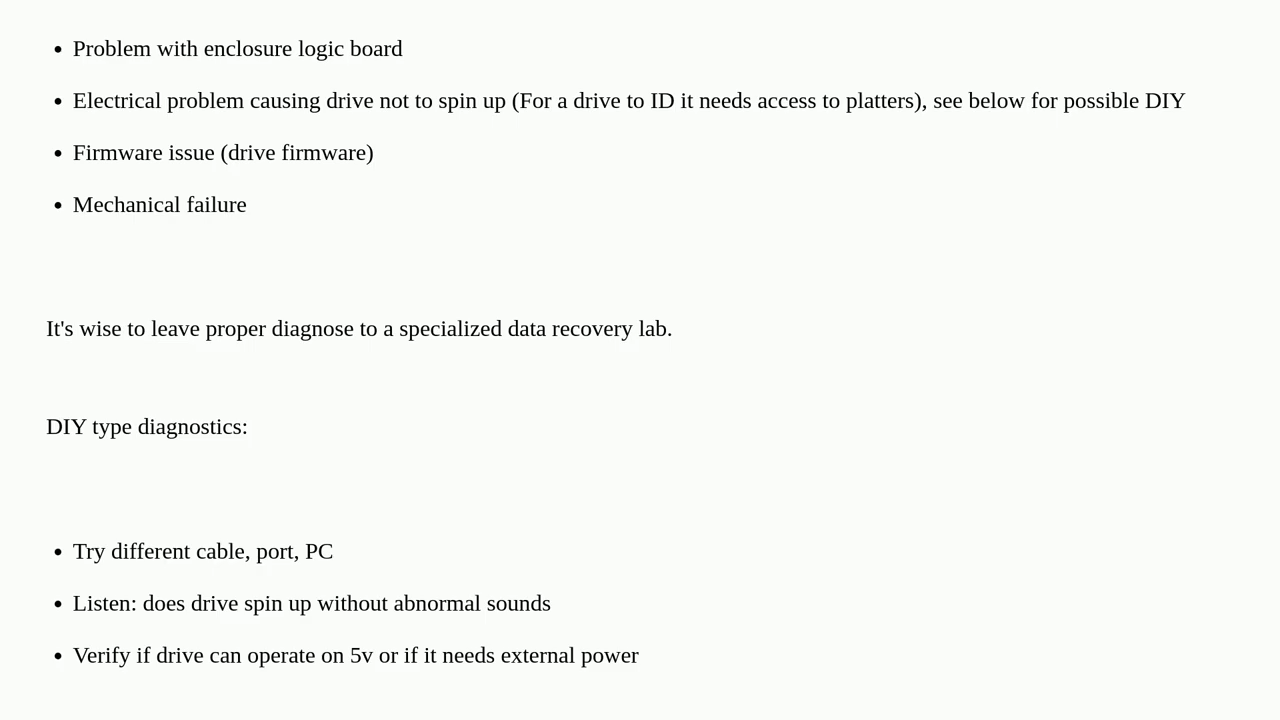 • Problem with enclosure logic board
• Electrical problem causing drive not to spin up (For a drive to ID it needs access to platters), see below for possible DIY
• Firmware issue (drive firmware)
• Mechanical failure
It's wise to leave proper diagnose to a specialized data recovery lab.
DIY type diagnostics:
• Try different cable, port, PC
• Listen: does drive spin up without abnormal sounds
• Verify if drive can operate on 5v or if it needs external power